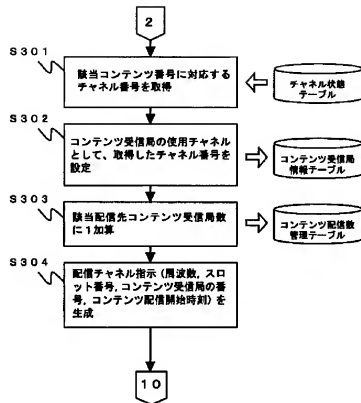 2
S301
該当コンテンツ番号に対応する
チャネル番号を取得
チャネル状態
テーブル
S302
コンテンツ受信局の使用チャネル
として、取得したチャネル番号を
設定
コンテンツ受信局
情報テーブル
S303
該当配信先コンテンツ受信局数
に1加算
コンテンツ配信数
管理テーブル
S304
配信チャネル指示(周波数,スロ
ット番号,コンテンツ受信局の番
号,コンテンツ配信開始時刻)を
生成
10